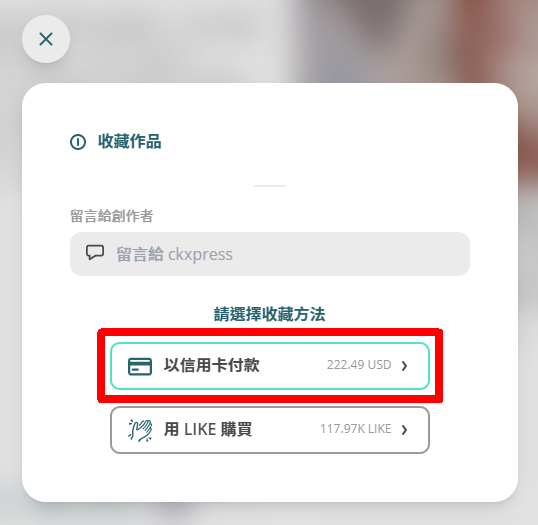 收藏作品
留言給創作者
留言給 ckxpress
請選擇收藏方法
以信用卡付款 222.49 USD
用 LIKE 購買 117.97K LIKE